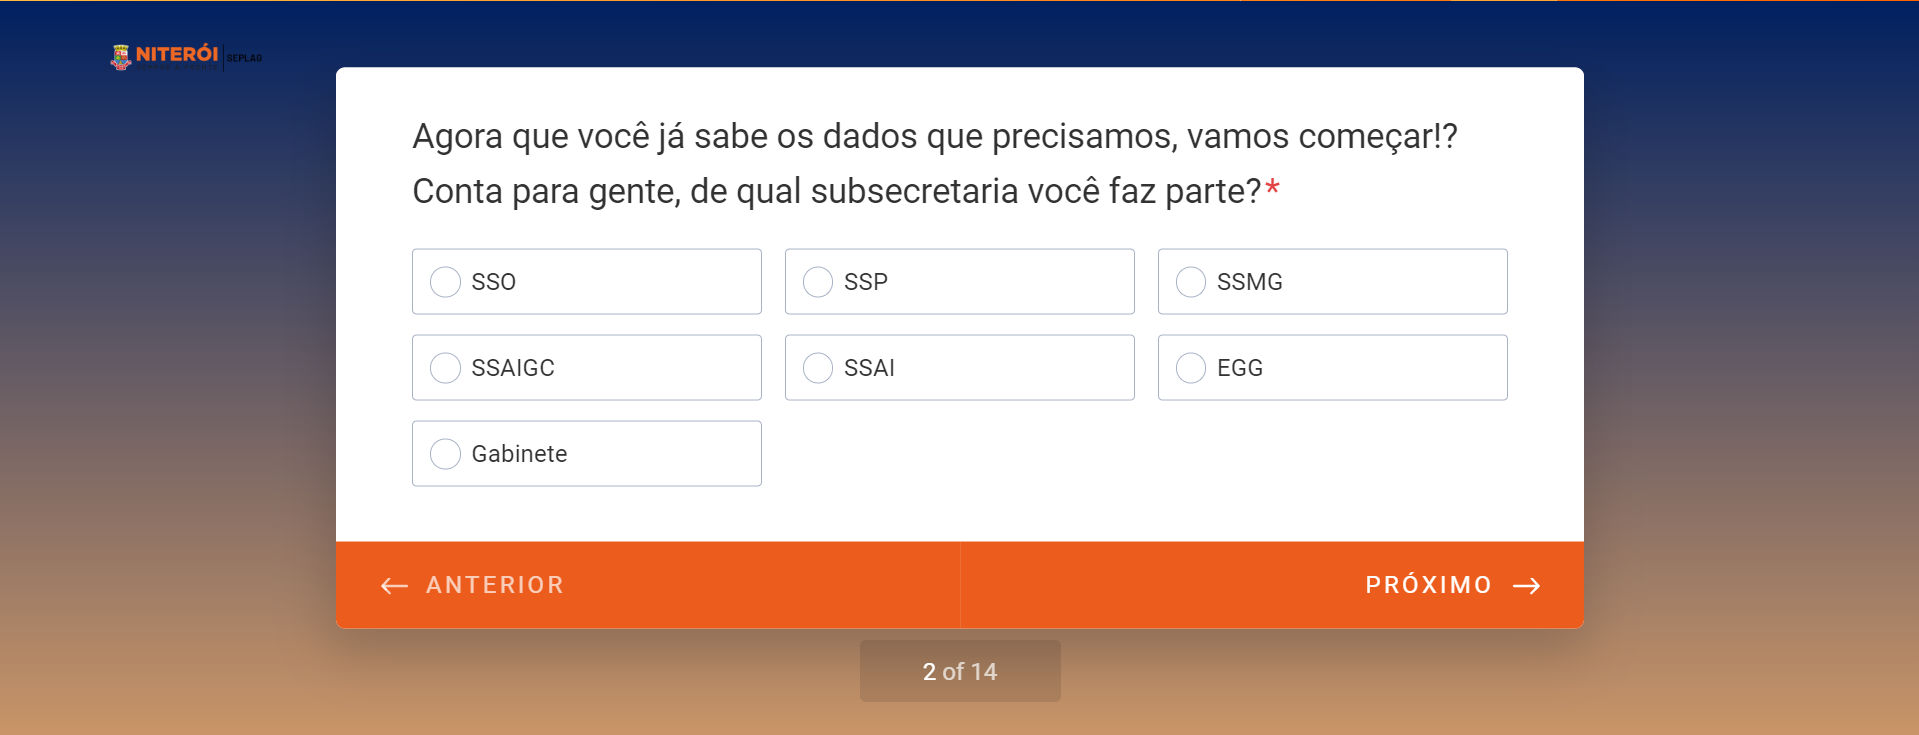 NITERÓI
SEPLAG
Agora que você já sabe os dados que precisamos, vamos começar!?
Conta para gente, de qual subsecretaria você faz parte?*
SSO
SSP
SSMG
SSAIGC
SSAI
EGG
Gabinete
ANTERIOR
PRÓXIMO
2 of 14